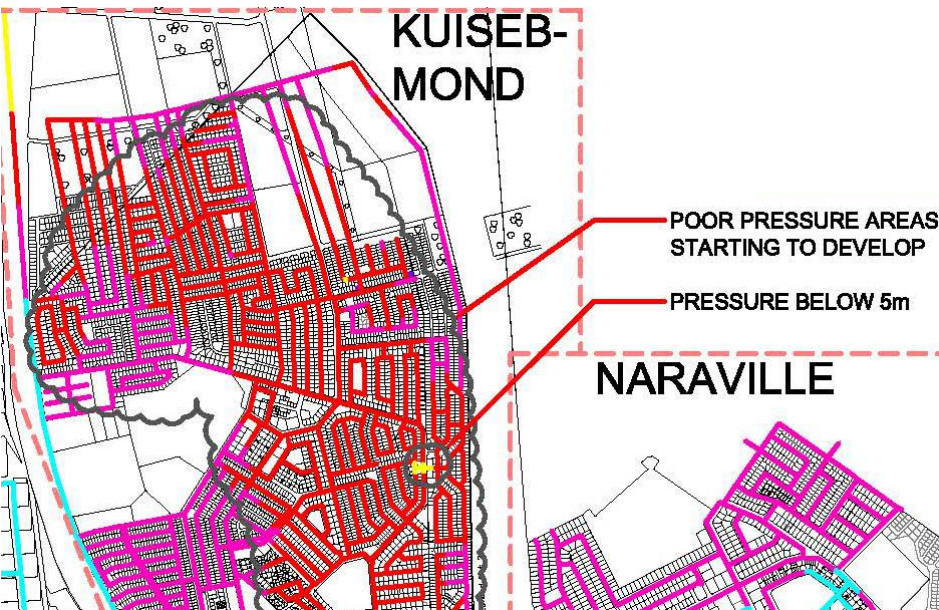 KUISEB-
MOND
POOR PRESSURE AREAS
STARTING TO DEVELOP
PRESSURE BELOW 5m
NARAVILLE